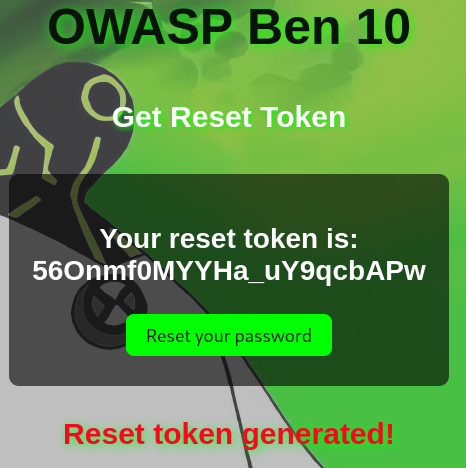 OWASP Ben 10
Get Reset Token
Your reset token is:
56Onmf0MYYHa_uY9qcbAPw
Reset your password
Reset token generated!